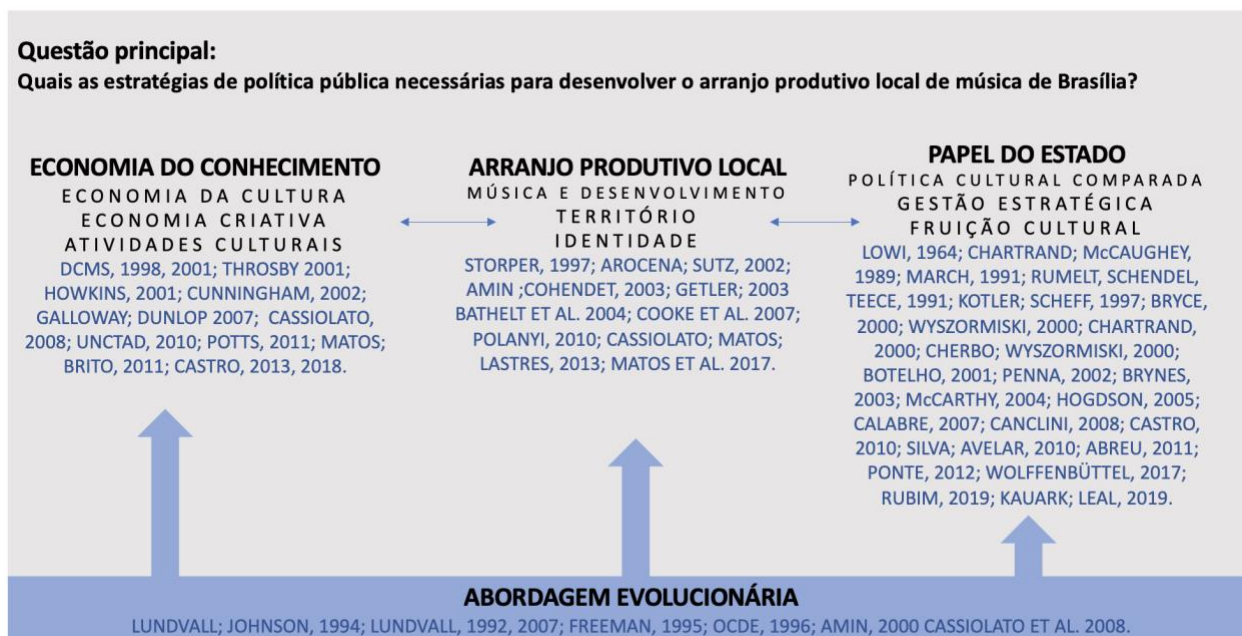 Questão principal:
Quais as estratégias de política pública necessárias para desenvolver o arranjo produtivo local de música de Brasília?
ECONOMIA DO CONHECIMENTO
ECONOMIA DA CULTURA
ECONOMIA CRIATIVA
ATIVIDADES CULTURAIS
DCMS, 1998, 2001; THROSBY 2001;
HOWKINS, 2001; CUNNINGHAM, 2002;
GALLOWAY; DUNLOP 2007; CASSIOLATO,
2008; UNCTAD, 2010; POTTS, 2011; MATOS;
BRITO, 2011; CASTRO, 2013, 2018.
ARRANJO PRODUTIVO LOCAL
MÚSICA E DESENVOLVIMENTO
TERRITÓRIO
IDENTIDADE
STORPER, 1997; AROCENA; SUTZ, 2002;
AMIN ;COHENDET, 2003; GETLER; 2003
BATHELT ET AL. 2004; COOKE ET AL. 2007;
POLANYI, 2010; CASSIOLATO; MATOS;
LASTRES, 2013; MATOS ET AL. 2017.
PAPEL DO ESTADO
POLÍTICA CULTURAL COMPARADA
GESTÃO ESTRATÉGICA
FRUIÇÃO CULTURAL
LOWI, 1964; CHARTRAND; McCAUGHEY,
1989; MARCH, 1991; RUMELT, SCHENDEL,
TEECE, 1991; KOTLER; SCHEFF, 1997; BRYCE,
2000; WYSZORMISKI, 2000; CHARTRAND,
2000; CHERBO; WYSZORMISKI, 2000;
BOTELHO, 2001; PENNA, 2002; BRYNES,
2003; McCARTHY, 2004; HOGDSON, 2005;
CALABRE, 2007; CANCLINI, 2008; CASTRO,
2010; SILVA; AVELAR, 2010; ABREU, 2011;
PONTE, 2012; WOLFFENBÜTTEL, 2017;
RUBIM, 2019; KAUARK; LEAL, 2019.
ABORDAGEM EVOLUCIONÁRIA
LUNDVALL; JOHNSON, 1994; LUNDVALL, 1992, 2007; FREEMAN, 1995; OCDE, 1996; AMIN, 2000 CASSIOLATO ET AL. 2008.